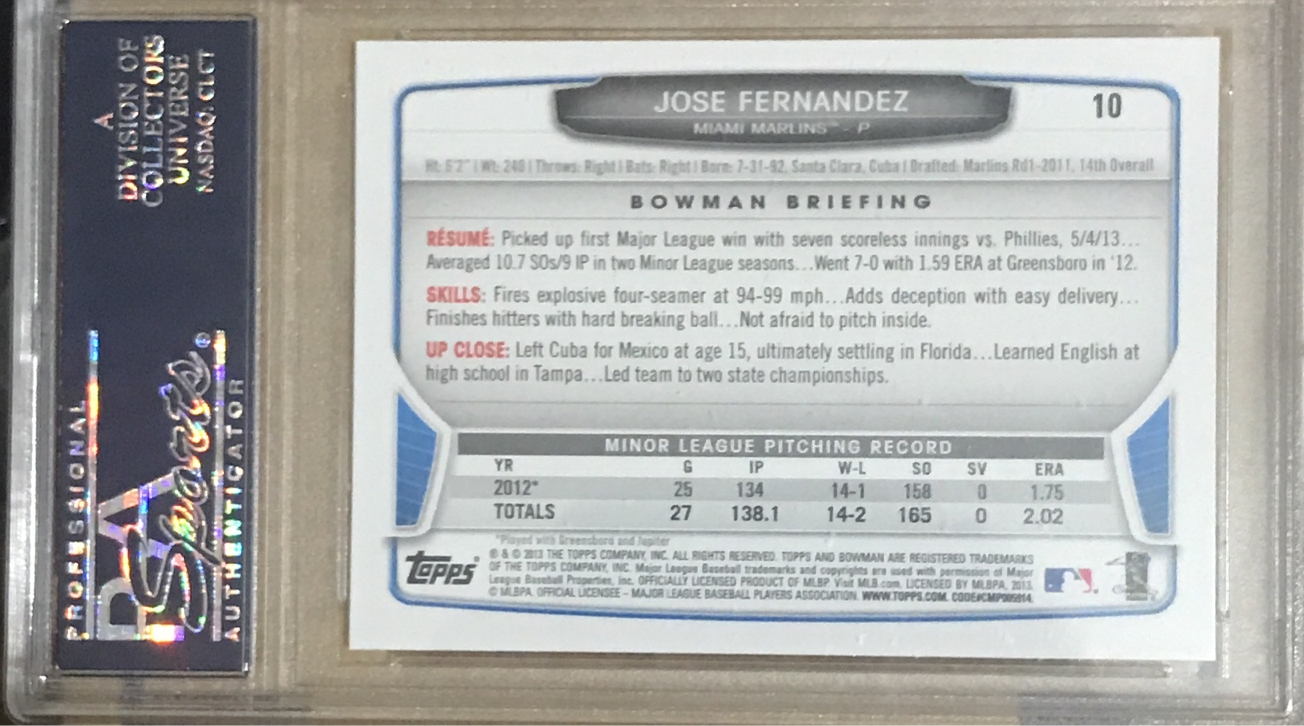 A
DIVISION OF
COLLECTORS
UNIVERSE
NASDAQ: CLCT
PROFESSIONAL
PSA
Sports®
AUTHENTICATOR
JOSE FERNANDEZ
10
MIAMI MARLINS™ - P
Ht: 6'2" | Wt: 240 | Throws: Right | Bats: Right | Born: 7-31-92, Santa Clara, Cuba | Drafted: Marlins Rd1-2011, 14th Overall
BOWMAN BRIEFING
RÉSUMÉ: Picked up first Major League win with seven scoreless innings vs. Phillies, 5/4/13...
Averaged 10.7 SOs/9 IP in two Minor League seasons...Went 7-0 with 1.59 ERA at Greensboro in '12.
SKILLS: Fires explosive four-seamer at 94-99 mph...Adds deception with easy delivery...
Finishes hitters with hard breaking ball...Not afraid to pitch inside.
UP CLOSE: Left Cuba for Mexico at age 15, ultimately settling in Florida...Learned English at
high school in Tampa...Led team to two state championships.
MINOR LEAGUE PITCHING RECORD
YR G IP W-L SO SV ERA
2012* 25 134 14-1 158 0 1.75
TOTALS 27 138.1 14-2 165 0 2.02
*Played with Greensboro and Jupiter
Topps
® & © 2013 THE TOPPS COMPANY, INC. ALL RIGHTS RESERVED. TOPPS AND BOWMAN ARE REGISTERED TRADEMARKS
OF THE TOPPS COMPANY, INC. Major League Baseball trademarks and copyrights are used with permission of Major
League Baseball Properties, Inc. OFFICIALLY LICENSED PRODUCT OF MLBP Visit MLB.com. LICENSED BY MLBPA, 2013.
© MLBPA. OFFICIAL LICENSEE – MAJOR LEAGUE BASEBALL PLAYERS ASSOCIATION. WWW.TOPPS.COM. CODE#CMP005914